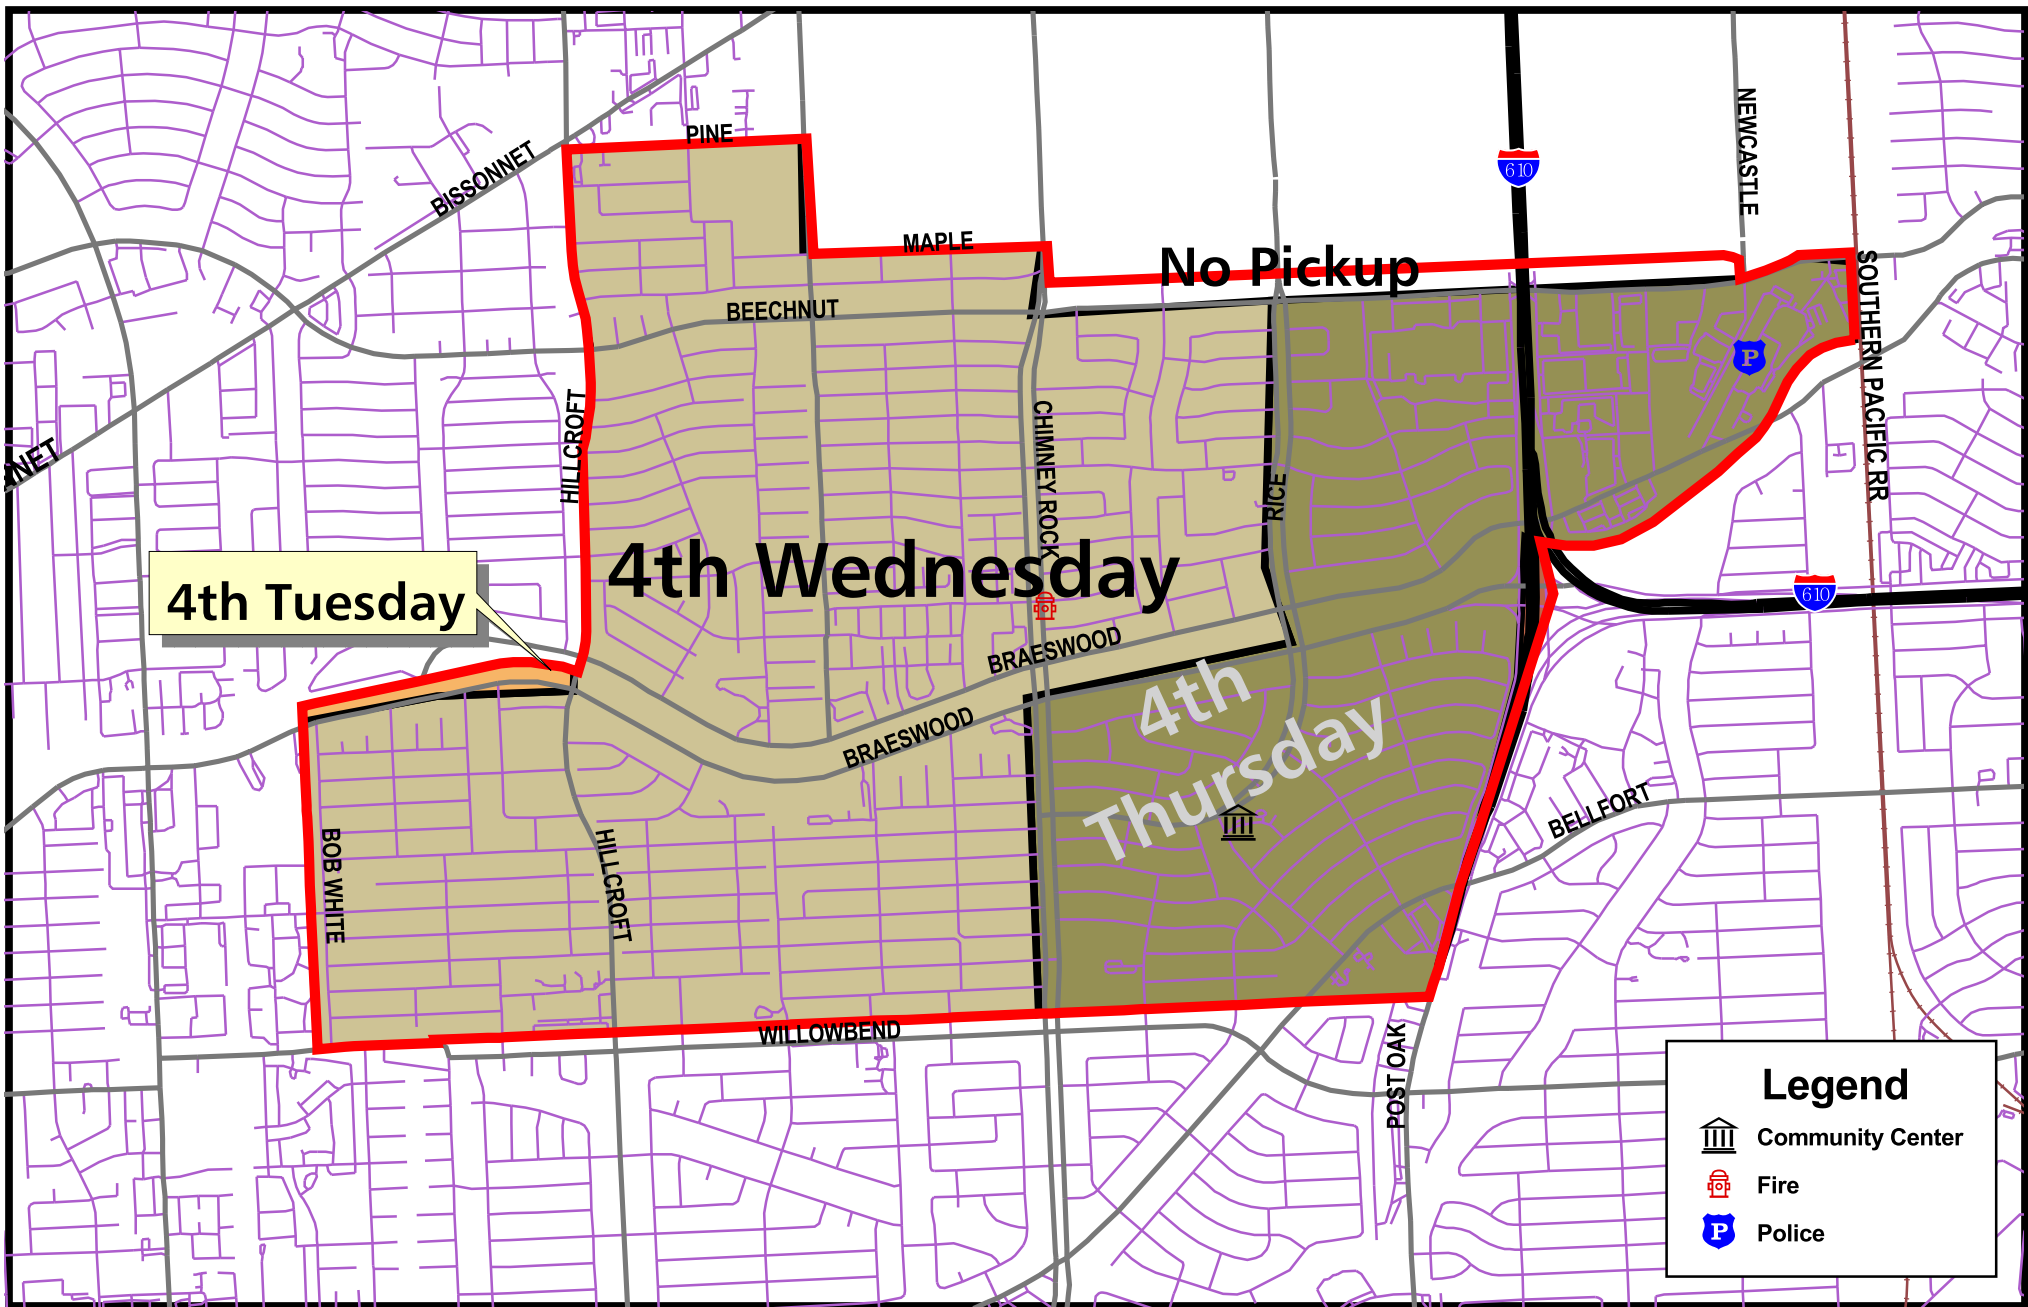 PINE
BISSONNET
MAPLE
No Pickup
610
NEWCASTLE
BEECHNUT
SOUTHERN PACIFIC RR
P
HILLCROFT
CHIMNEY ROCK
RICE
NNET
4th Wednesday
4th Tuesday
610
BRAESWOOD
BRAESWOOD
4th
Thursday
BOB WHITE
HILLCROFT
BELLFORT
WILLOWBEND
POST OAK
Legend
Community Center
Fire
P
Police